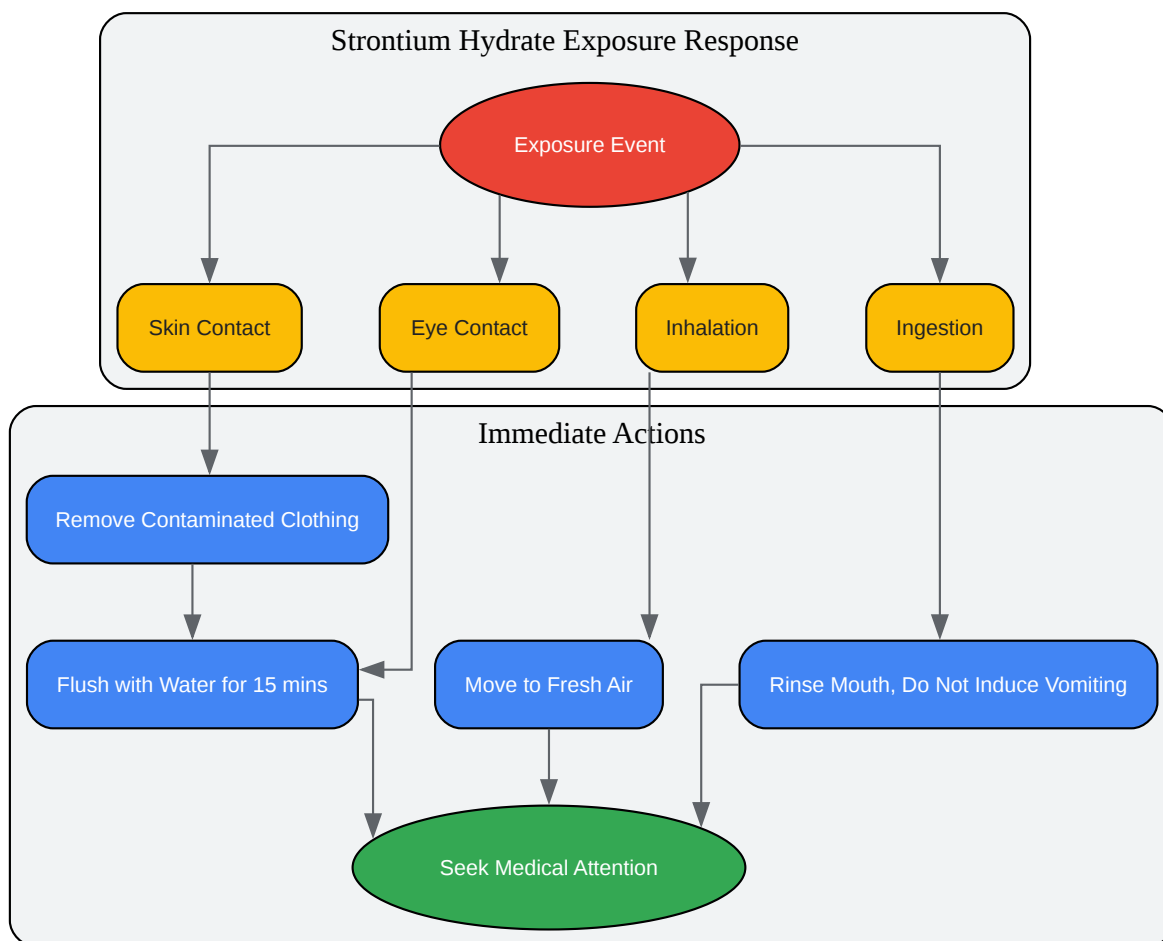 Strontium Hydrate Exposure Response
Exposure Event
Skin Contact
Eye Contact
Inhalation
Ingestion
Immediate Actions
Remove Contaminated Clothing
Flush with Water for 15 mins
Move to Fresh Air
Rinse Mouth, Do Not Induce Vomiting
Seek Medical Attention